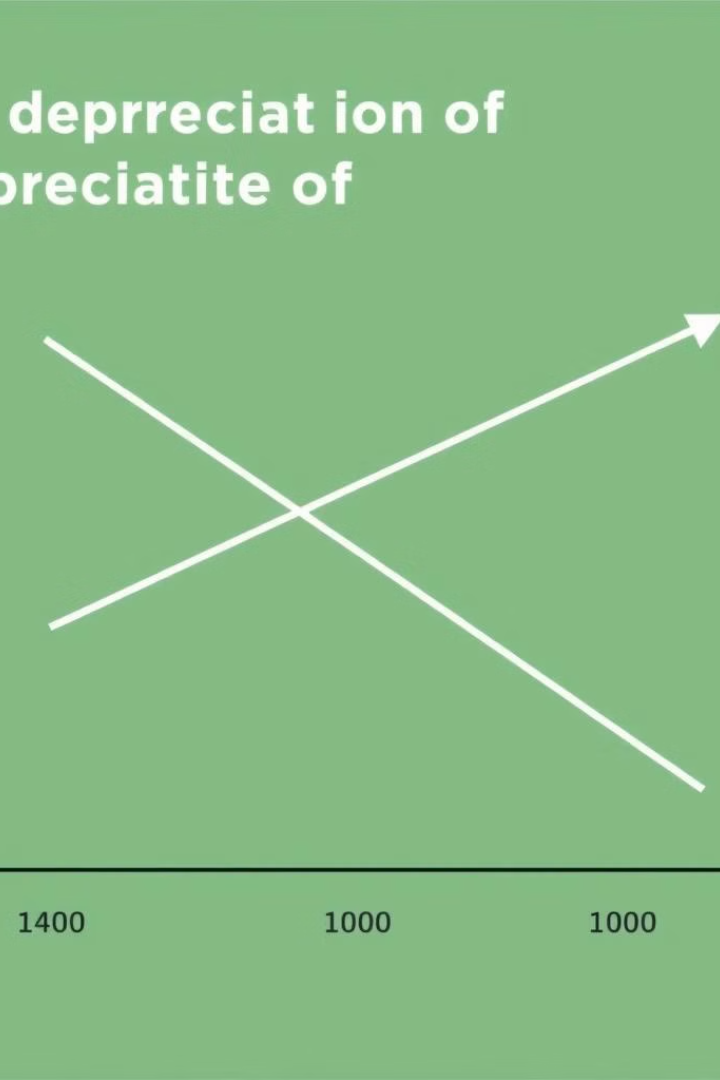 deprreciat ion of
preciatite of
1400 1000 1000